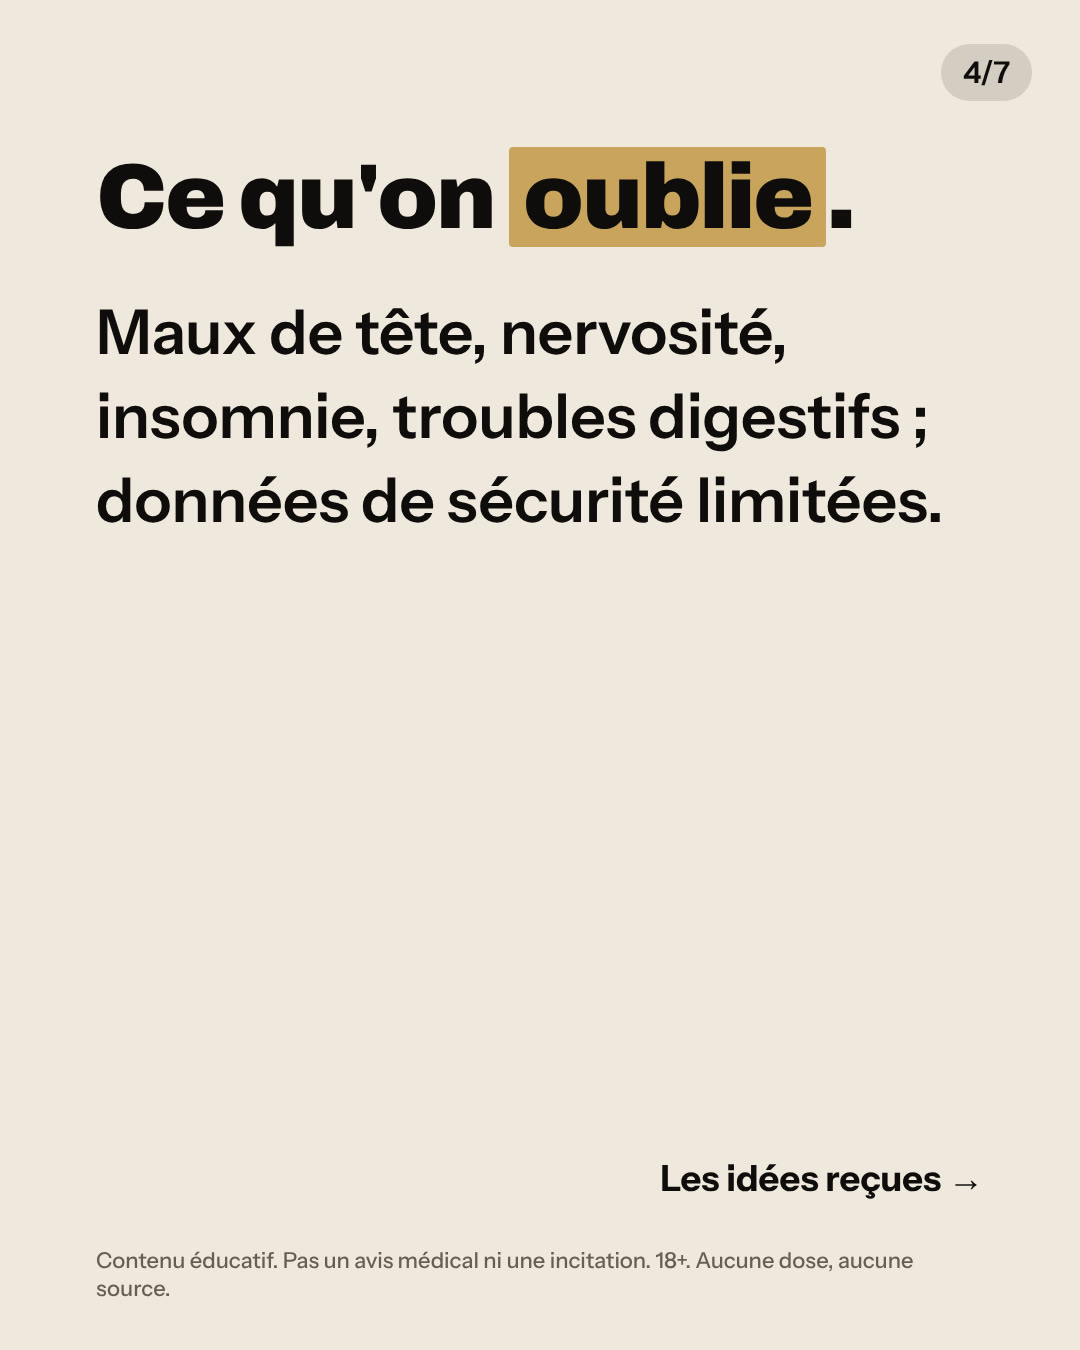 4/7
Ce qu'on oublie.
Maux de tête, nervosité,
insomnie, troubles digestifs ;
données de sécurité limitées.
Les idées reçues →
Contenu éducatif. Pas un avis médical ni une incitation. 18+. Aucune dose, aucune
source.